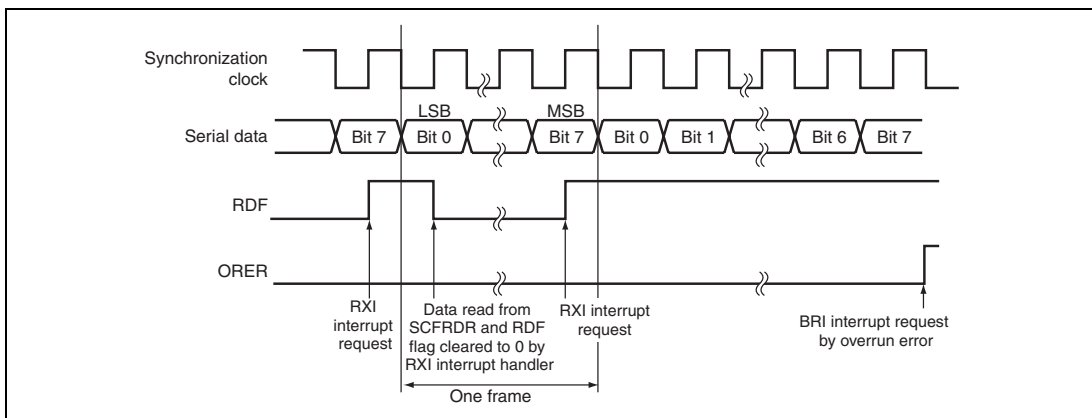 Synchronization
clock
LSB
MSB
Serial data
Bit 7
Bit 0
Bit 7
Bit 0
Bit 1
Bit 6
Bit 7
RDF
ORER
RXI
interrupt
request
Data read from
SCFRDR and RDF
flag cleared to 0 by
RXI interrupt handler
RXI interrupt
request
BRI interrupt request
by overrun error
One frame